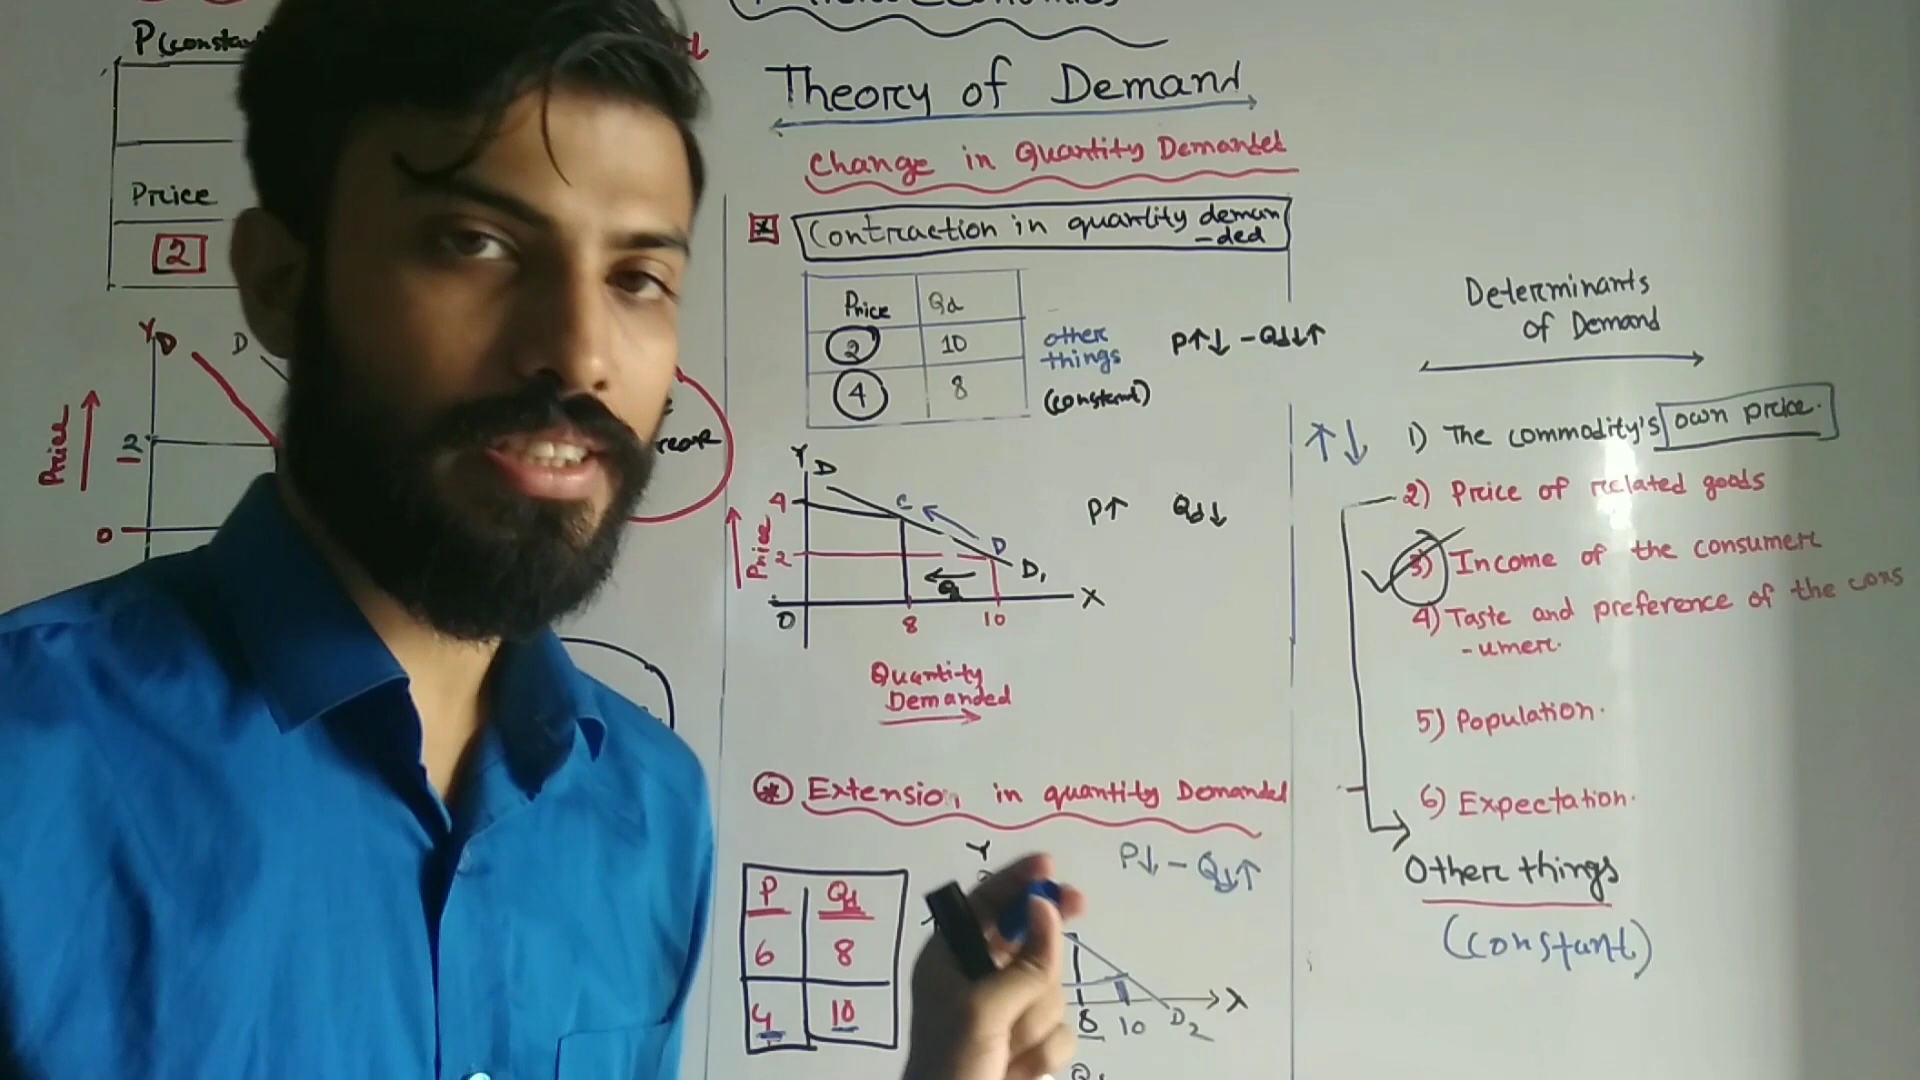 P(constan
Price
2
Y
D
D
Price
2
0
Theory of Demand
Change in Quantity Demanded
* Contraction in quantity deman
-ded
Price Qd
2 10
4 8
other
things
(constant)
P↑↓ - Qd↓↑
Y
D
4
C
Price
2
D
D1
Q
0
8
10
X
P↑ Qd↓
Quantity
Demanded
* Extension in quantity Demanded
P Qd
6 8
4 10
Y
P↓ - Qd↑
X
8 10 D2
Determinants
of Demand
↑↓
1) The commodity's own price.
2) Price of related goods
3) Income of the consumer
4) Taste and preference of the cons
-umer.
5) Population.
6) Expectation.
Other things
(constant)